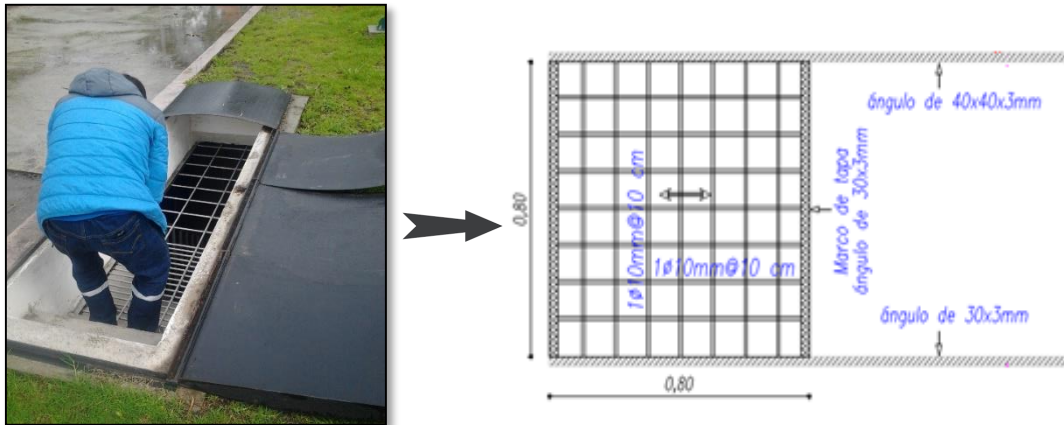 ángulo de 40x40x3mm
Marco de tapa
ángulo de 30x3mm
0,80
1ø10mm@10 cm
1ø10mm@10 cm
ángulo de 30x3mm
0,80